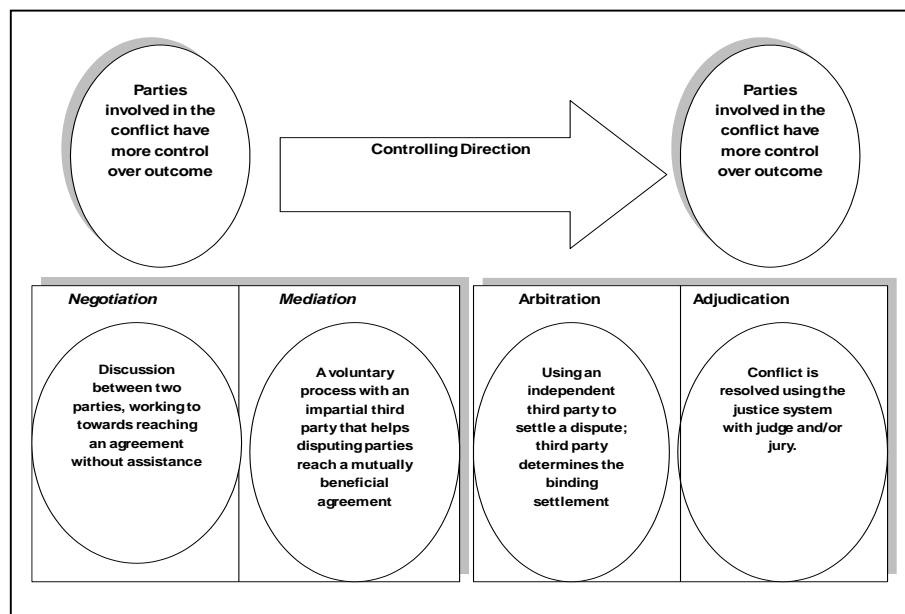 Parties
involved in the
conflict have
more control
over outcome
Controlling Direction
Parties
involved in the
conflict have
more control
over outcome
Negotiation
Discussion
between two
parties, working to
towards reaching
an agreement
without assistance
Mediation
A voluntary
process with an
impartial third
party that helps
disputing parties
reach a mutually
beneficial
agreement
Arbitration
Using an
independent
third party to
settle a dispute;
third party
determines the
binding
settlement
Adjudication
Conflict is
resolved using the
justice system
with judge and/or
jury.